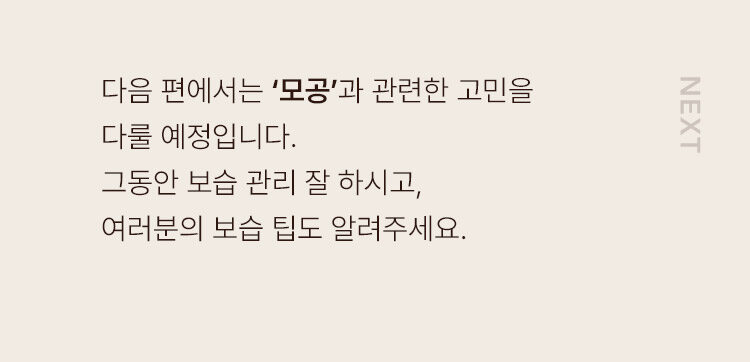 다음 편에서는 ‘모공’과 관련한 고민을
다룰 예정입니다.
그동안 보습 관리 잘 하시고,
여러분의 보습 팁도 알려주세요.
NEXT